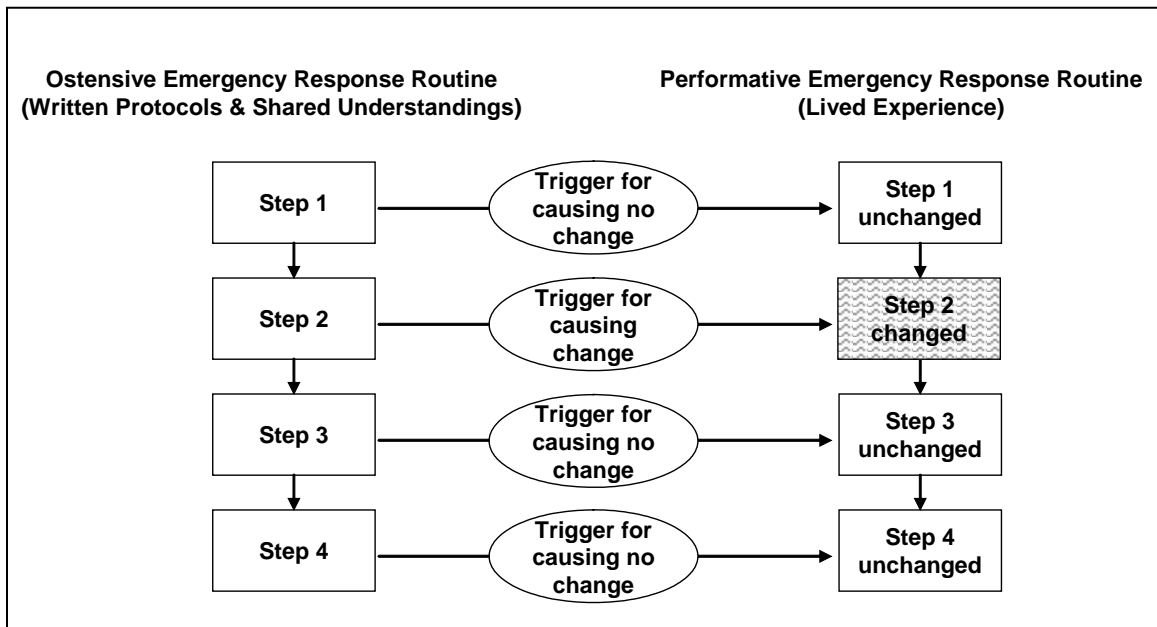 Ostensive Emergency Response Routine
(Written Protocols & Shared Understandings)
Performative Emergency Response Routine
(Lived Experience)
Step 1
Trigger for
causing no
change
Step 1
unchanged
Step 2
Trigger for
causing
change
Step 2
changed
Step 3
Trigger for
causing no
change
Step 3
unchanged
Step 4
Trigger for
causing no
change
Step 4
unchanged